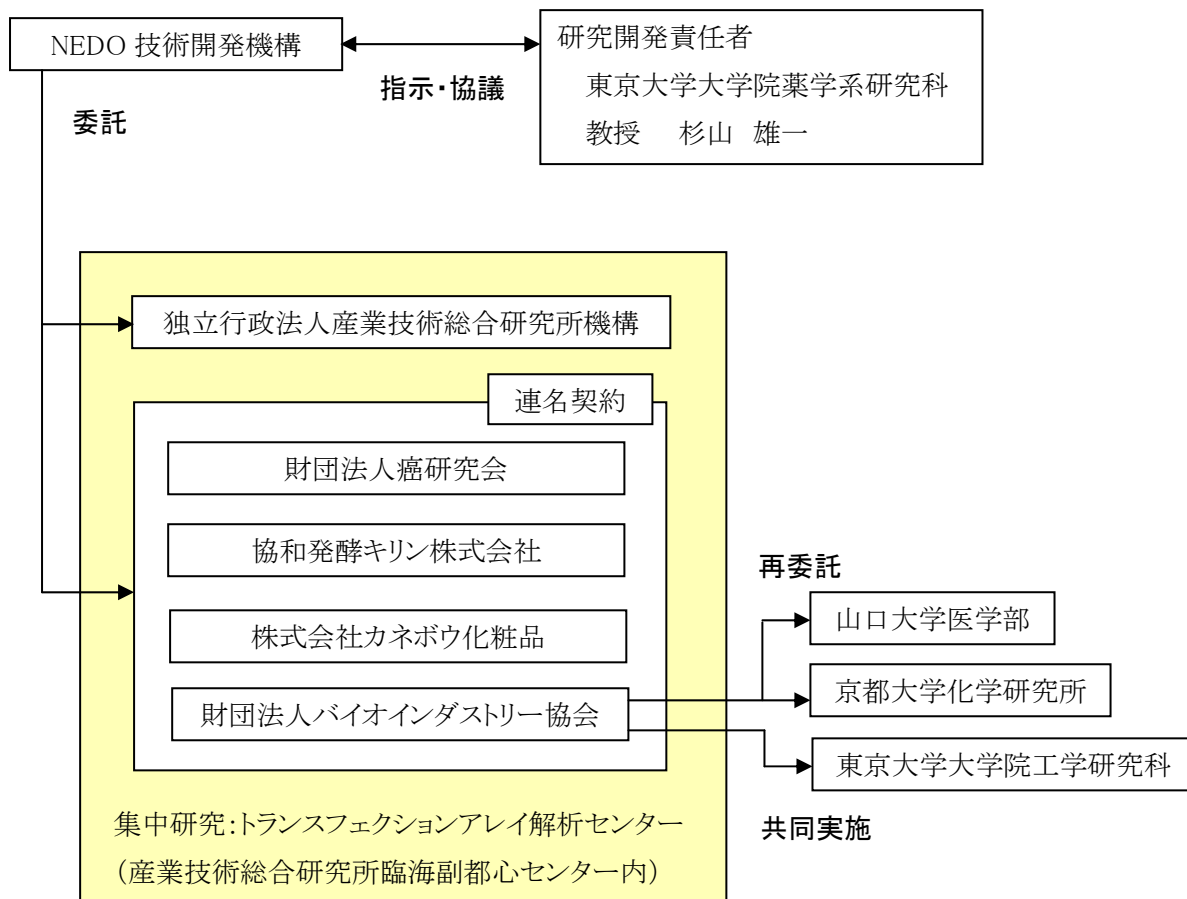 NEDO 技術開発機構
指示・協議
研究開発責任者
東京大学大学院薬学系研究科
教授 杉山 雄一
委託
独立行政法人産業技術総合研究所機構
連名契約
財団法人癌研究会
協和発酵キリン株式会社
株式会社カネボウ化粧品
財団法人バイオインダストリー協会
再委託
山口大学医学部
京都大学化学研究所
東京大学大学院工学研究科
共同実施
集中研究：トランスフェクションアレイ解析センター
（産業技術総合研究所臨海副都心センター内）